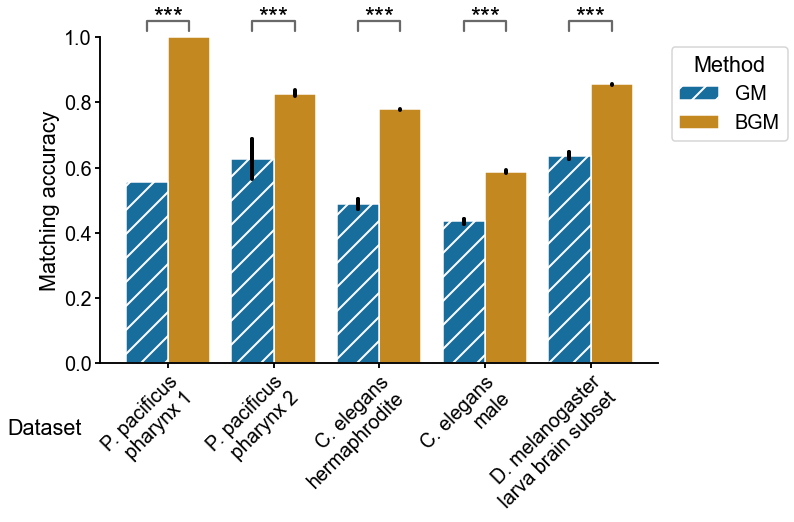 *** *** *** *** ***
Matching accuracy
1.0
0.8
0.6
0.4
0.2
0.0
Method
GM
BGM
Dataset
P. pacificus
pharynx 1
P. pacificus
pharynx 2
C. elegans
hermaphrodite
C. elegans
male
D. melanogaster
larva brain subset